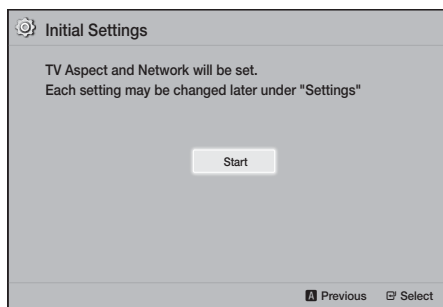 Initial Settings
TV Aspect and Network will be set.
Each setting may be changed later under "Settings"
Start
A Previous Select